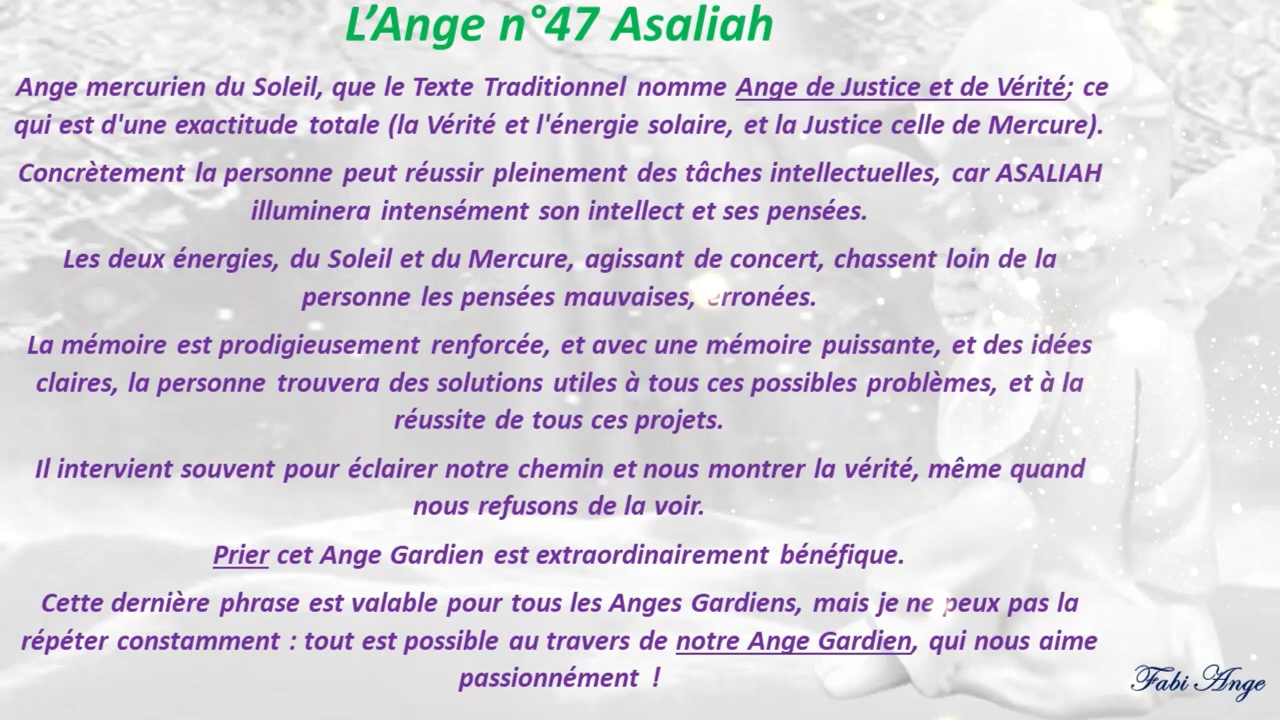 L’Ange n°47 Asaliah
Ange mercurien du Soleil, que le Texte Traditionnel nomme Ange de Justice et de Vérité; ce
qui est d'une exactitude totale (la Vérité et l'énergie solaire, et la Justice celle de Mercure).
Concrètement la personne peut réussir pleinement des tâches intellectuelles, car ASALIAH
illuminera intensément son intellect et ses pensées.
Les deux énergies, du Soleil et du Mercure, agissant de concert, chassent loin de la
personne les pensées mauvaises, erronées.
La mémoire est prodigieusement renforcée, et avec une mémoire puissante, et des idées
claires, la personne trouvera des solutions utiles à tous ces possibles problèmes, et à la
réussite de tous ces projets.
Il intervient souvent pour éclairer notre chemin et nous montrer la vérité, même quand
nous refusons de la voir.
Prier cet Ange Gardien est extraordinairement bénéfique.
Cette dernière phrase est valable pour tous les Anges Gardiens, mais je ne peux pas la
répéter constamment : tout est possible au travers de notre Ange Gardien, qui nous aime
passionnément !
Fabi Ange